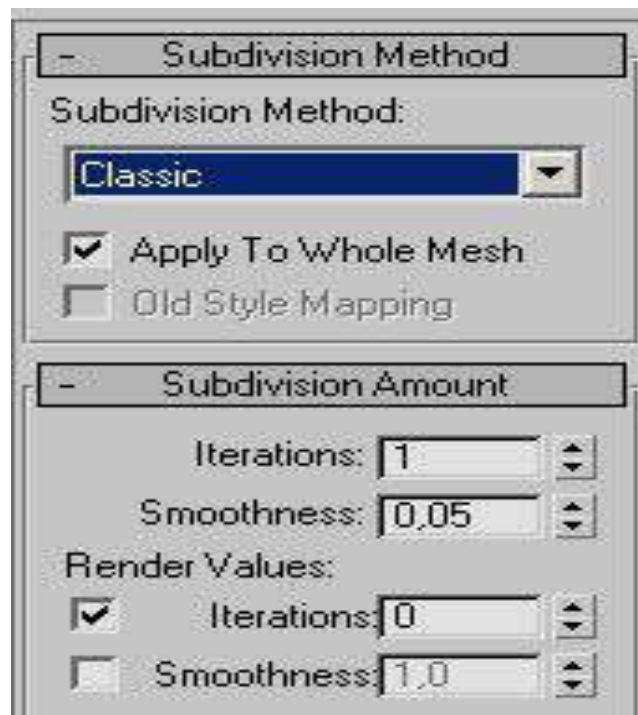 - Subdivision Method
Subdivision Method:
Classic
Apply To Whole Mesh
Old Style Mapping
- Subdivision Amount
Iterations: 1
Smoothness: 0,05
Render Values:
Iterations: 0
Smoothness: 1,0